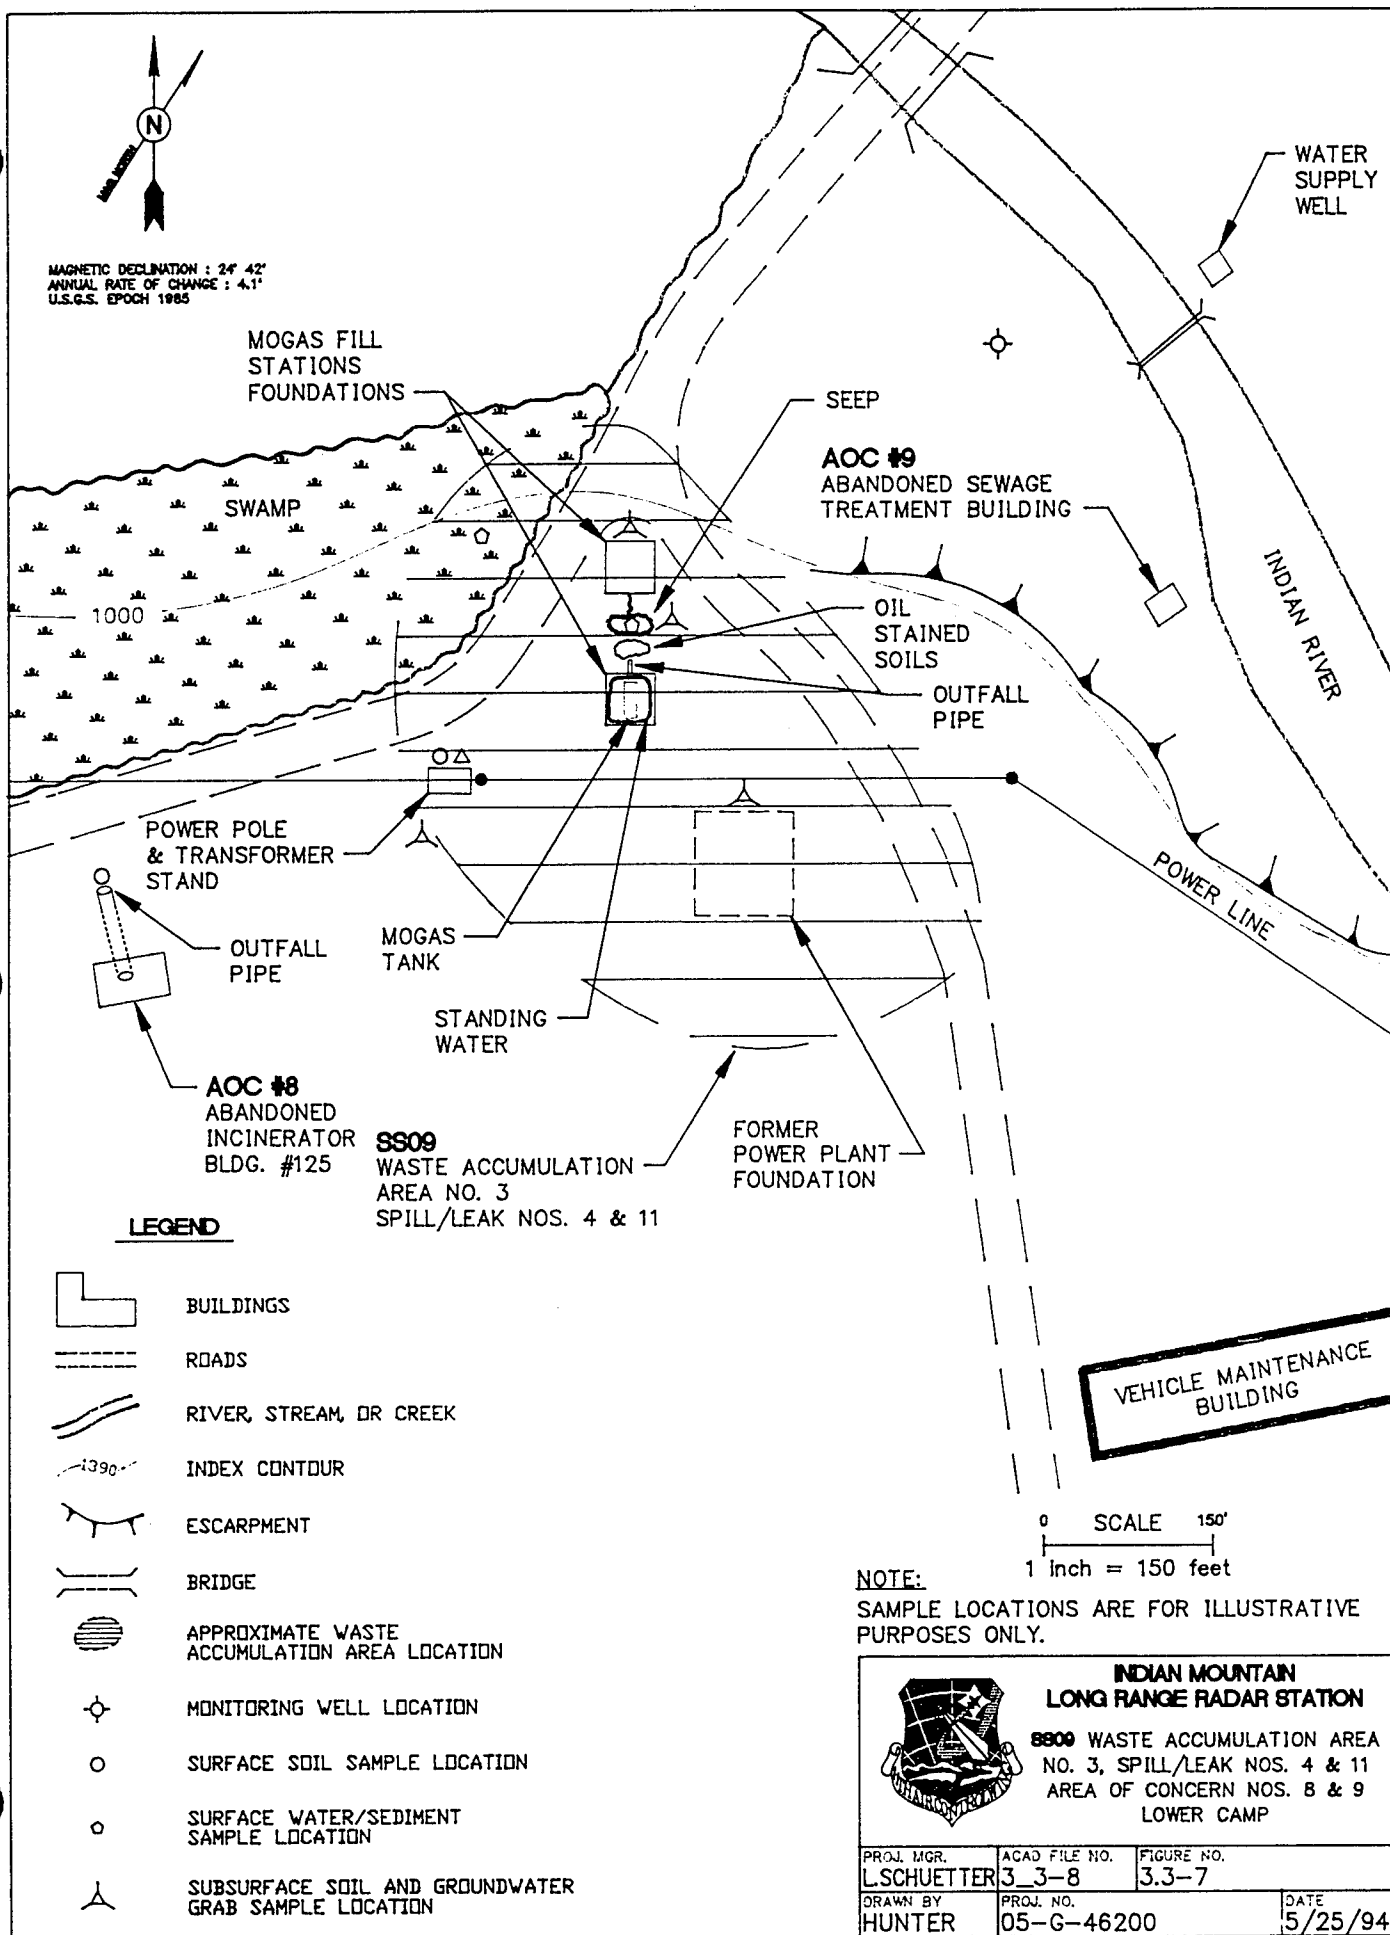 N
MAG NORTH
MAGNETIC DECLINATION : 24° 42'
ANNUAL RATE OF CHANGE : 4.1'
U.S.G.S. EPOCH 1985
WATER
SUPPLY
WELL
MOGAS FILL
STATIONS
FOUNDATIONS
SEEP
AOC #9
ABANDONED SEWAGE
TREATMENT BUILDING
SWAMP
INDIAN RIVER
1000
OIL
STAINED
SOILS
OUTFALL
PIPE
POWER POLE
& TRANSFORMER
STAND
POWER LINE
OUTFALL
PIPE
MOGAS
TANK
STANDING
WATER
AOC #8
ABANDONED
INCINERATOR
BLDG. #125
SS09
WASTE ACCUMULATION
AREA NO. 3
SPILL/LEAK NOS. 4 & 11
FORMER
POWER PLANT
FOUNDATION
LEGEND
BUILDINGS
ROADS
RIVER, STREAM, OR CREEK
1390
INDEX CONTOUR
ESCARPMENT
BRIDGE
APPROXIMATE WASTE
ACCUMULATION AREA LOCATION
MONITORING WELL LOCATION
SURFACE SOIL SAMPLE LOCATION
SURFACE WATER/SEDIMENT
SAMPLE LOCATION
SUBSURFACE SOIL AND GROUNDWATER
GRAB SAMPLE LOCATION
VEHICLE MAINTENANCE
BUILDING
0 SCALE 150'
1 inch = 150 feet
NOTE:
SAMPLE LOCATIONS ARE FOR ILLUSTRATIVE
PURPOSES ONLY.
INDIAN MOUNTAIN
LONG RANGE RADAR STATION
SS09 WASTE ACCUMULATION AREA
NO. 3, SPILL/LEAK NOS. 4 & 11
AREA OF CONCERN NOS. 8 & 9
LOWER CAMP
PROJ. MGR. ACAD FILE NO. FIGURE NO.
L.SCHUETTER 3_3-8 3.3-7
DRAWN BY PROJ. NO. DATE
HUNTER 05-G-46200 5/25/94